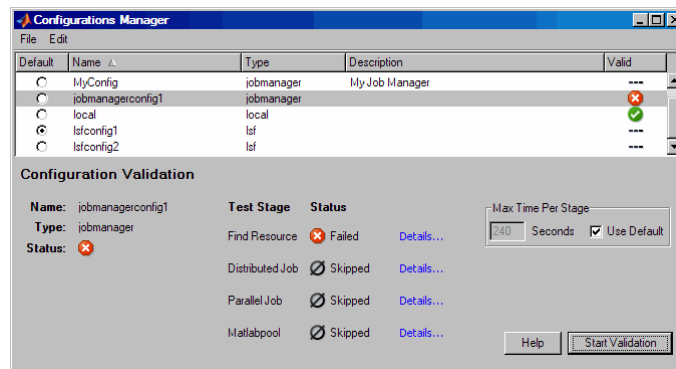 Configurations Manager
File Edit
Default Name Type Description Valid
MyConfig jobmanager My Job Manager ---
jobmanagerconfig1 jobmanager
local local
lsfconfig1 lsf ---
lsfconfig2 lsf ---
Configuration Validation
Name: jobmanagerconfig1
Type: jobmanager
Status:
Test Stage Status
Find Resource Failed Details...
Distributed Job Skipped Details...
Parallel Job Skipped Details...
Matlabpool Skipped Details...
Max Time Per Stage
240 Seconds Use Default
Help Start Validation